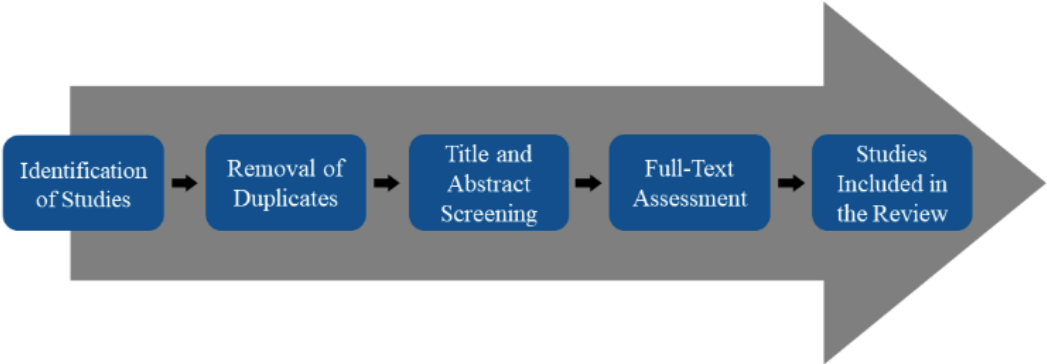 Identification
of Studies
Removal of
Duplicates
Title and
Abstract
Screening
Full-Text
Assessment
Studies
Included in
the Review